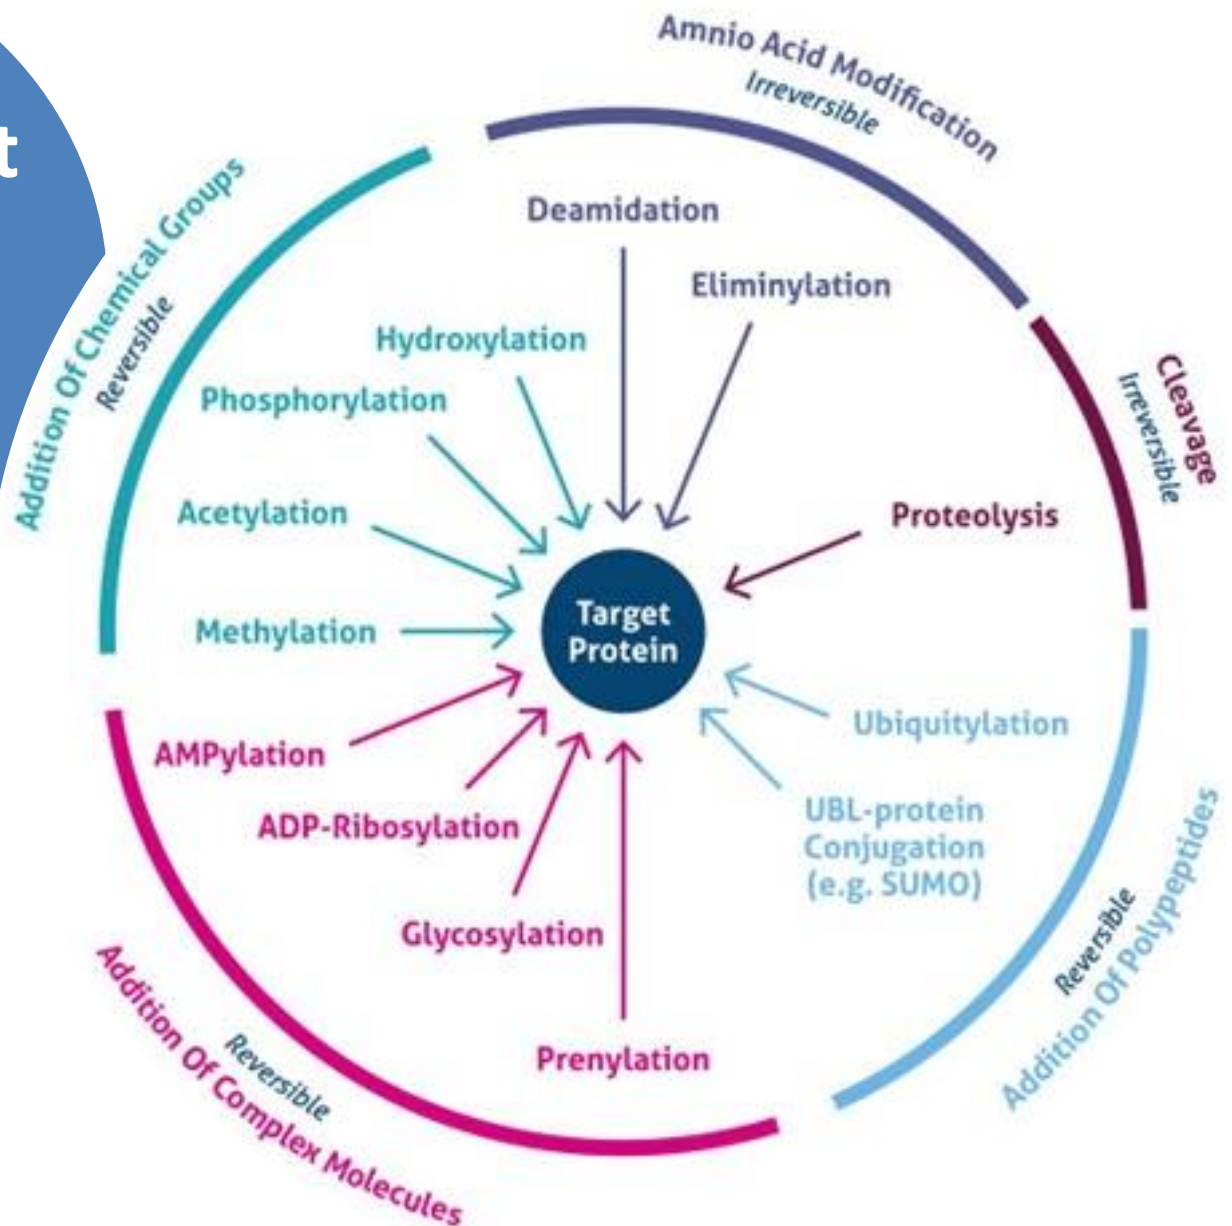 t
Amnio Acid Modification
Irreversible
Addition Of Chemical Groups
Reversible
Deamidation
Eliminylation
Hydroxylation
Phosphorylation
Cleavage
Irreversible
Acetylation
Proteolysis
Methylation
Target
Protein
AMPylation
Ubiquitylation
ADP-Ribosylation
UBL-protein
Conjugation
(e.g. SUMO)
Glycosylation
Prenylation
Reversible
Addition Of Polypeptides
Reversible
Addition Of Complex Molecules